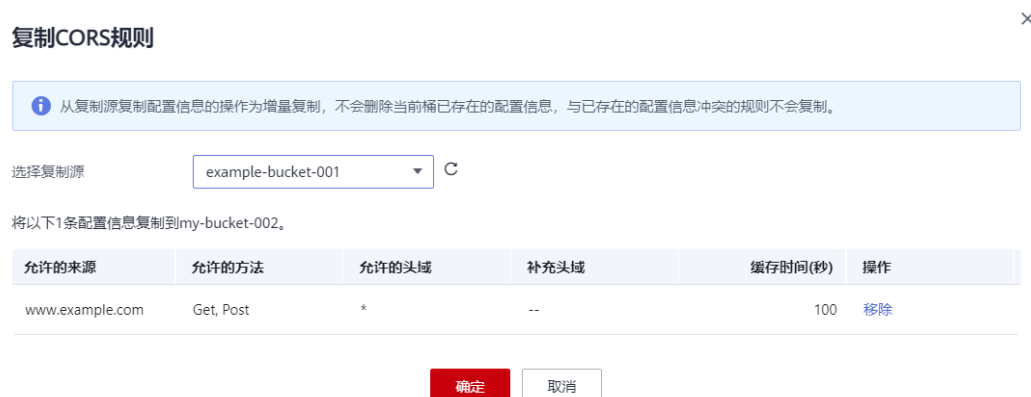 复制CORS规则
从复制源复制配置信息的操作为增量复制，不会删除当前桶已存在的配置信息，与已存在的配置信息冲突的规则不会复制。
选择复制源 example-bucket-001
将以下1条配置信息复制到my-bucket-002。
允许的来源 允许的方法 允许的头域 补充头域 缓存时间(秒) 操作
www.example.com Get, Post * -- 100 移除
确定 取消